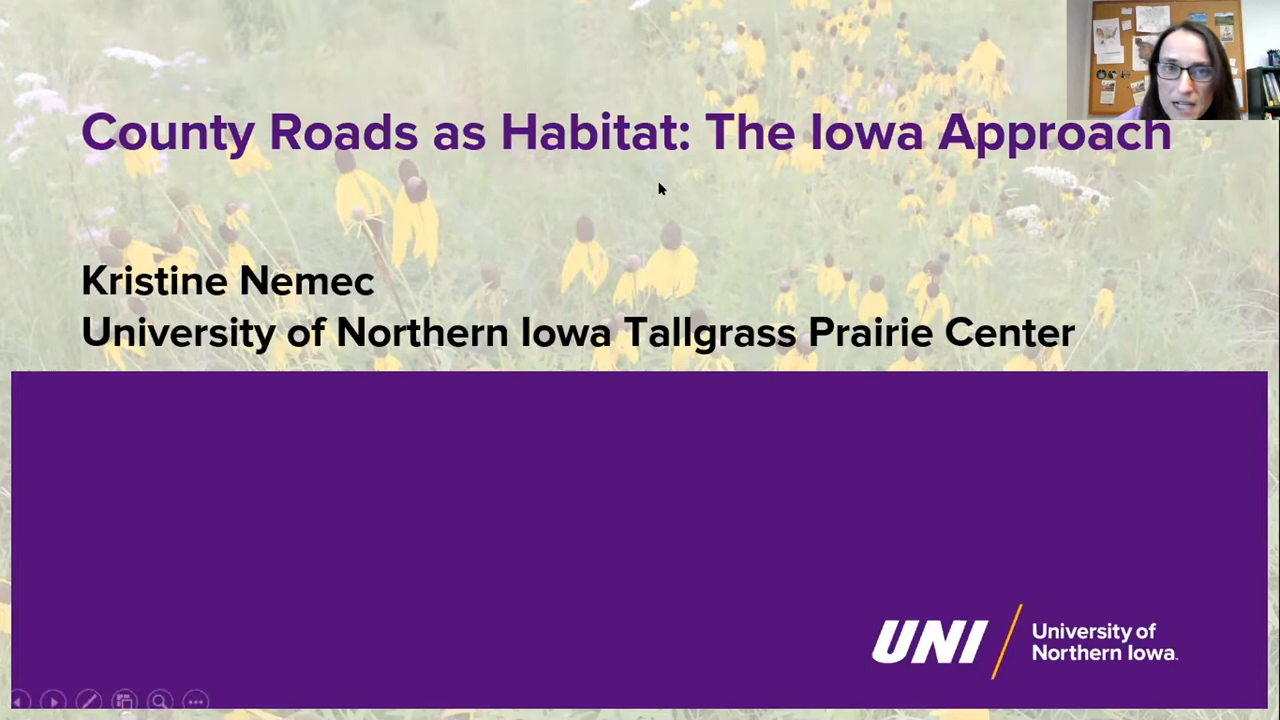 County Roads as Habitat: The Iowa Approach
Kristine Nemec
University of Northern Iowa Tallgrass Prairie Center
UNI
University of
Northern Iowa.